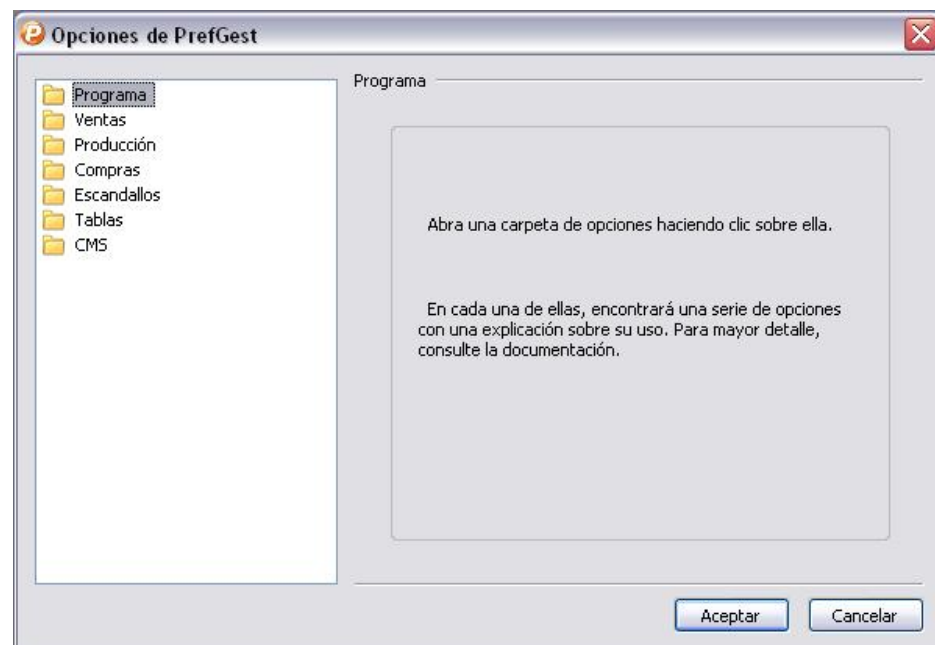 Opciones de PrefGest
Programa
Ventas
Producción
Compras
Escandallos
Tablas
CMS
Programa
Abra una carpeta de opciones haciendo clic sobre ella.
En cada una de ellas, encontrará una serie de opciones
con una explicación sobre su uso. Para mayor detalle,
consulte la documentación.
Aceptar
Cancelar